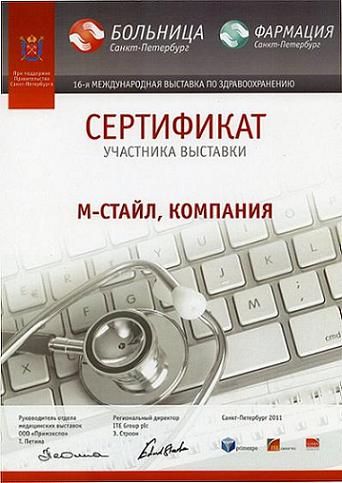 БОЛЬНИЦА
Санкт-Петербург
ФАРМАЦИЯ
Санкт-Петербург
При поддержке
Правительства
Санкт-Петербурга
16-я МЕЖДУНАРОДНАЯ ВЫСТАВКА ПО ЗДРАВООХРАНЕНИЮ
СЕРТИФИКАТ
УЧАСТНИКА ВЫСТАВКИ
М-СТАЙЛ, КОМПАНИЯ
Руководитель отдела
медицинских выставок
ООО «Примэкспо»
Т. Петина
Региональный директор
ITE Group plc
Э. Строон
Санкт-Петербург 2011
primexpo